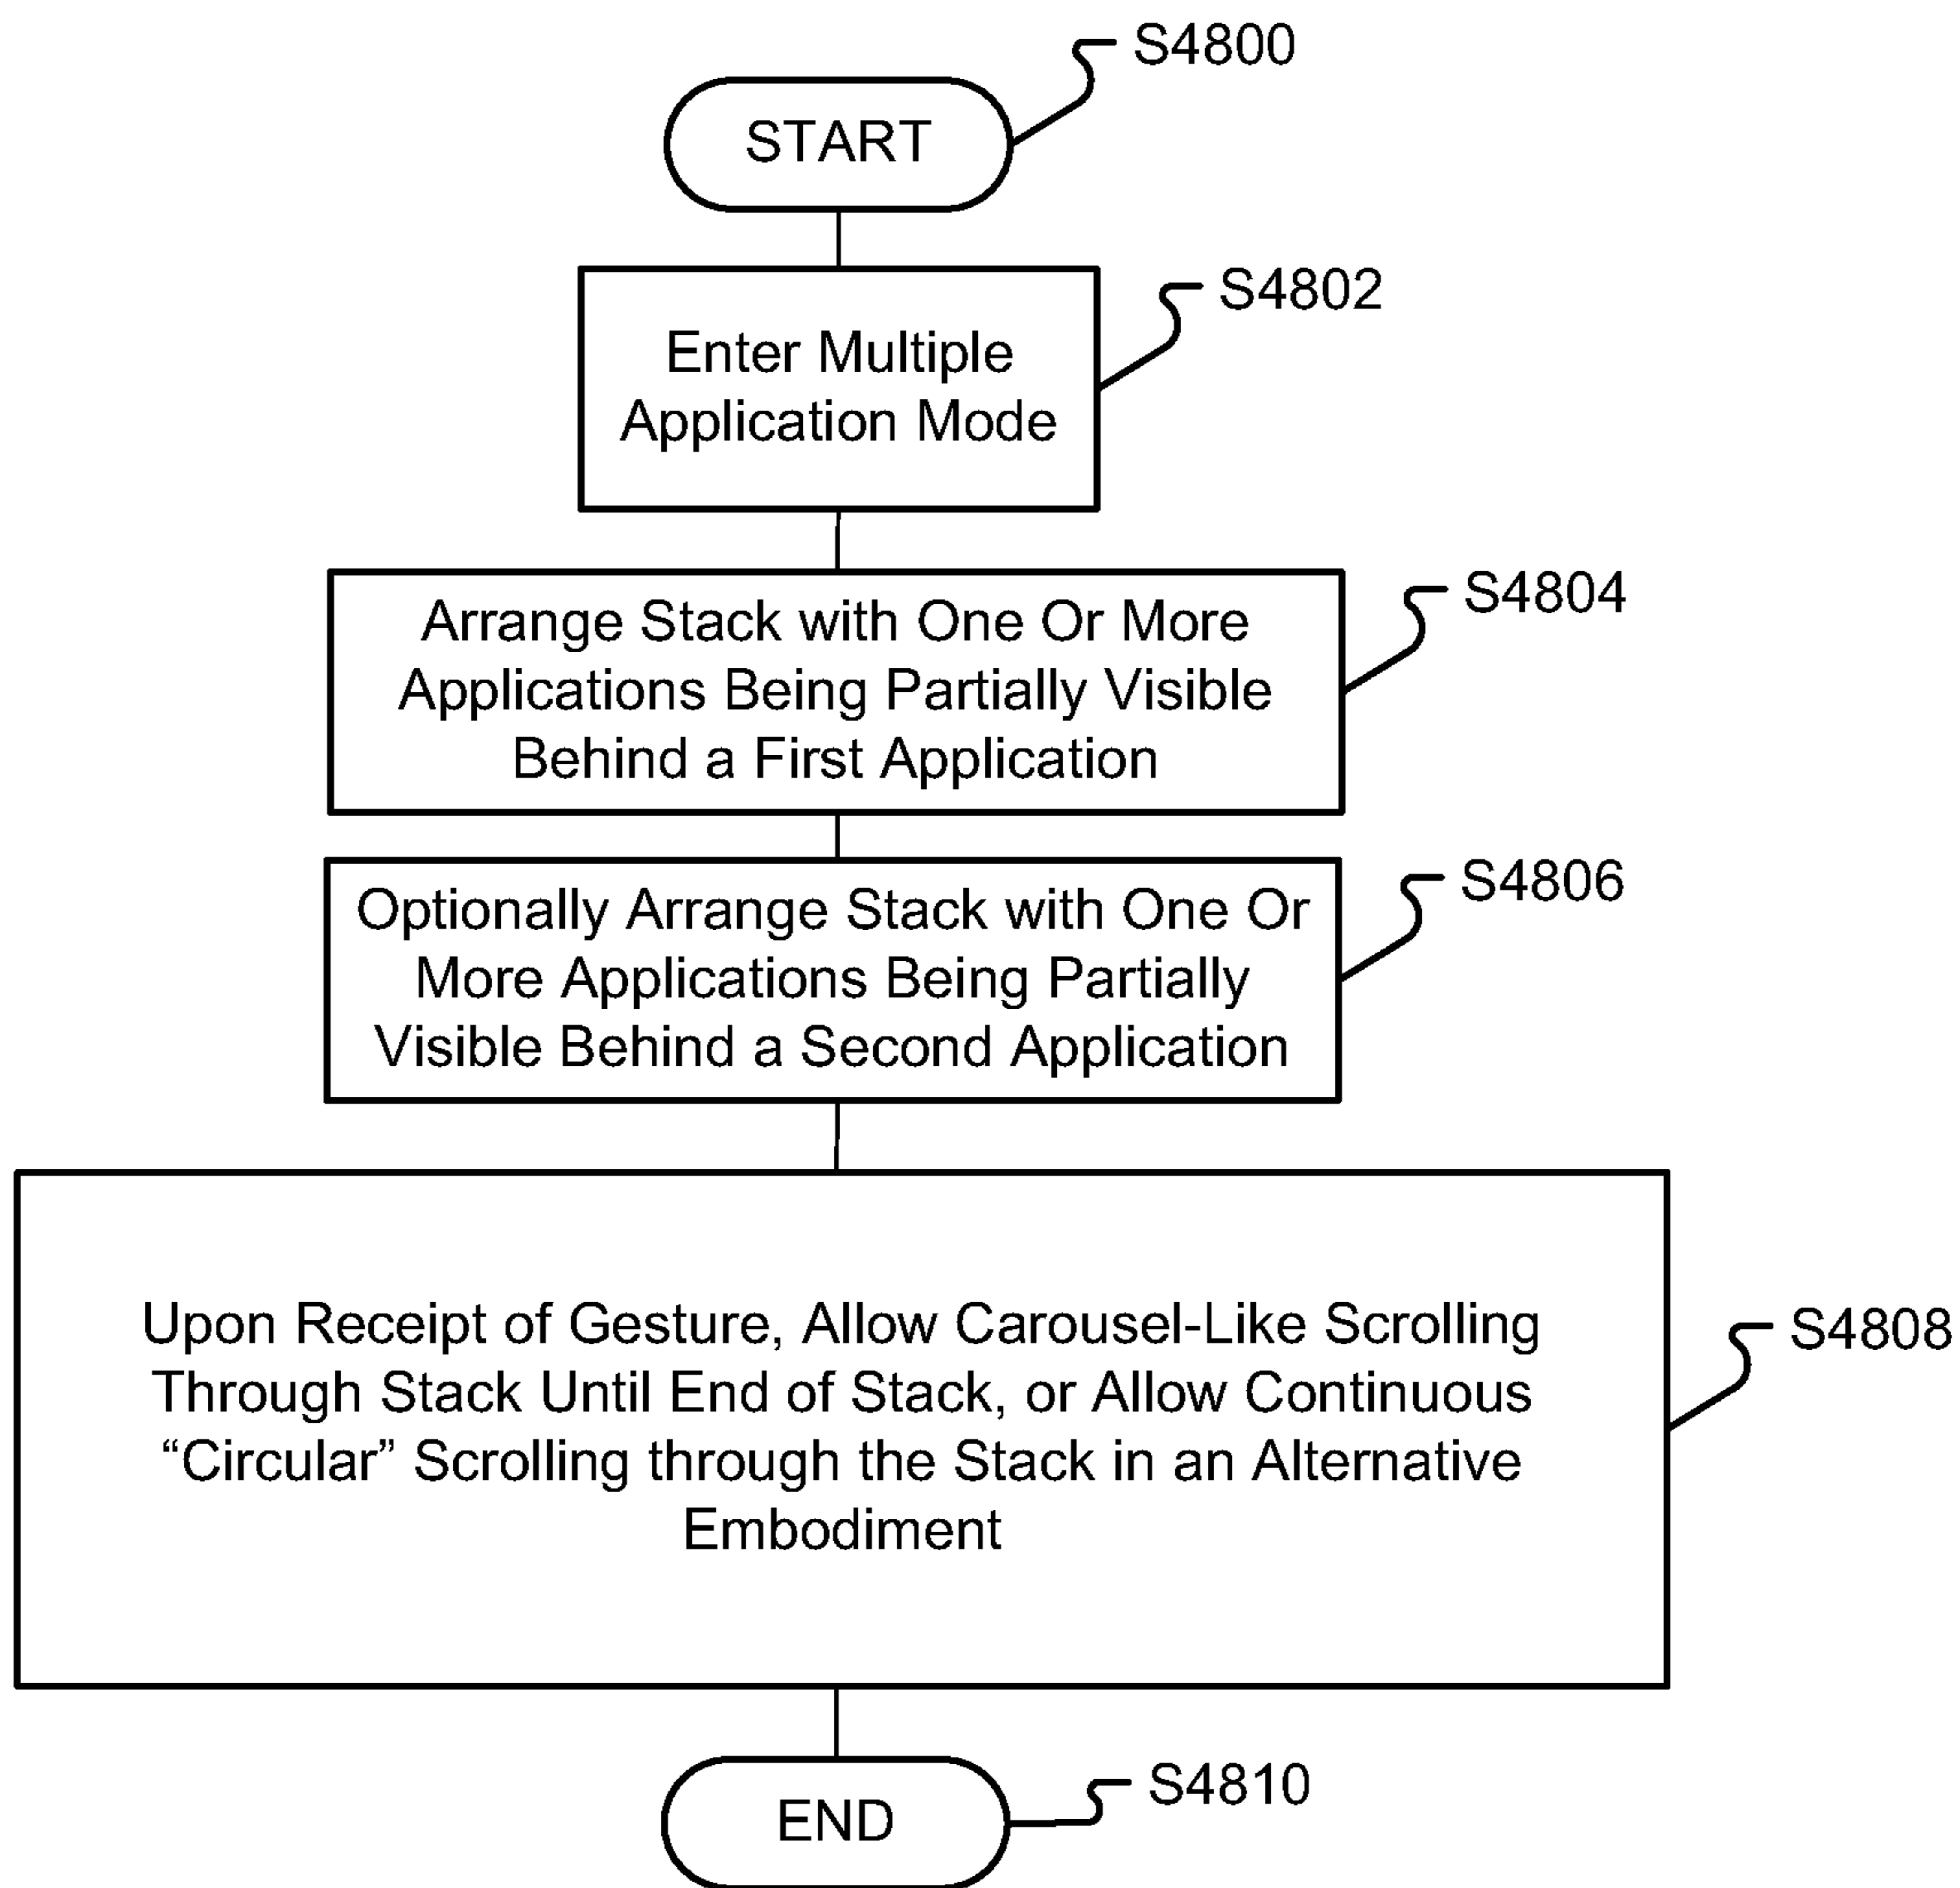 S4800
START
S4802
Enter Multiple
Application Mode
S4804
Arrange Stack with One Or More
Applications Being Partially Visible
Behind a First Application
S4806
Optionally Arrange Stack with One Or
More Applications Being Partially
Visible Behind a Second Application
S4808
Upon Receipt of Gesture, Allow Carousel-Like Scrolling
Through Stack Until End of Stack, or Allow Continuous
“Circular” Scrolling through the Stack in an Alternative
Embodiment
S4810
END